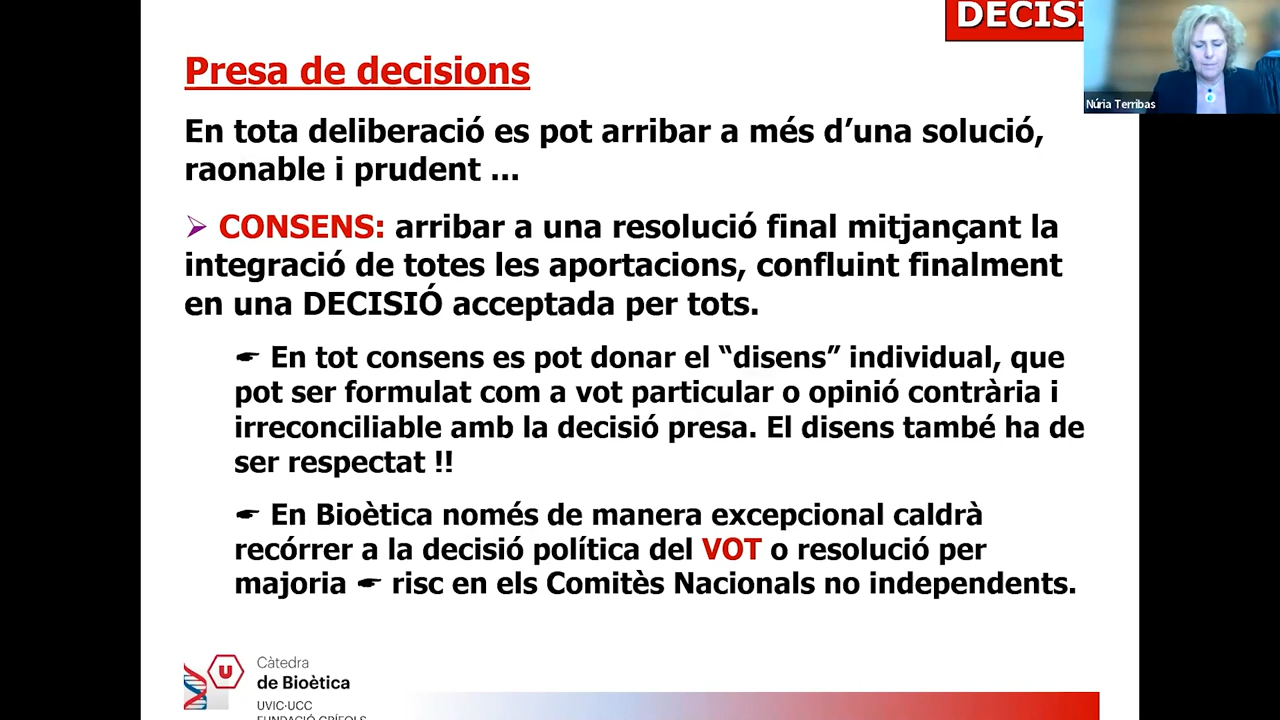 DECISI
Núria Terribas
Presa de decisions
En tota deliberació es pot arribar a més d’una solució,
raonable i prudent ...
➢ CONSENS: arribar a una resolució final mitjançant la
integració de totes les aportacions, confluint finalment
en una DECISIÓ acceptada per tots.
☛ En tot consens es pot donar el “disens” individual, que
pot ser formulat com a vot particular o opinió contrària i
irreconciliable amb la decisió presa. El disens també ha de
ser respectat !!
☛ En Bioètica només de manera excepcional caldrà
recórrer a la decisió política del VOT o resolució per
majoria ☛ risc en els Comitès Nacionals no independents.
U
Càtedra
de Bioètica
UVIC·UCC
FUNDACIÓ GRÍFOLS